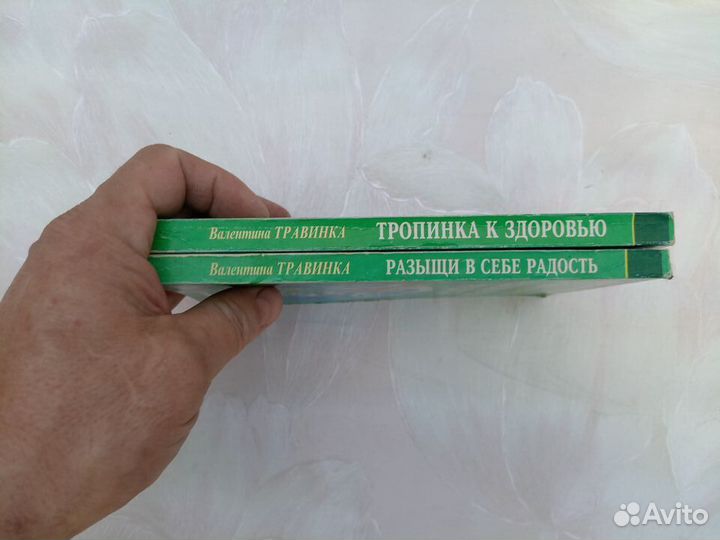 Валентина ТРАВИНКА ТРОПИНКА К ЗДОРОВЬЮ
Валентина ТРАВИНКА РАЗЫЩИ В СЕБЕ РАДОСТЬ
Avito